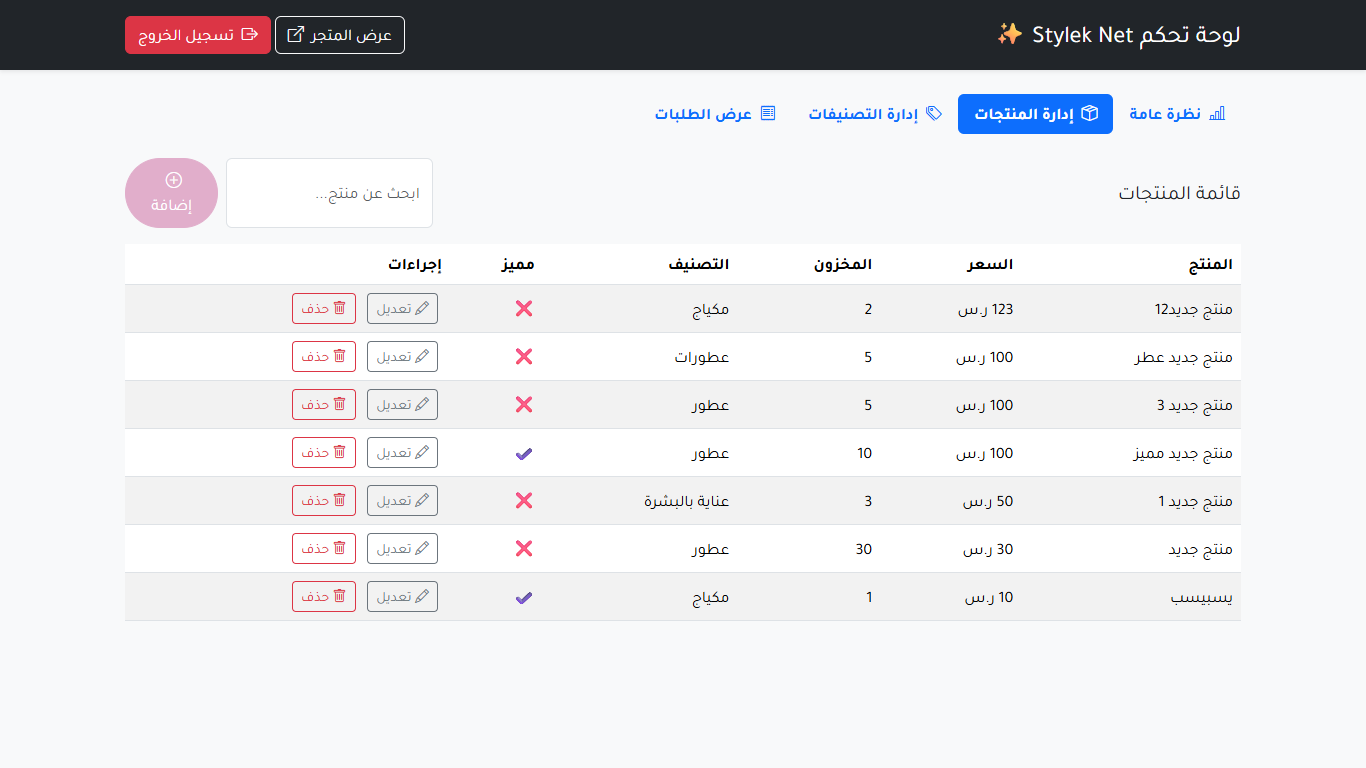 لوحة تحكم Stylek Net ✨
عرض المتجر
تسجيل الخروج
نظرة عامة
إدارة المنتجات
إدارة التصنيفات
عرض الطلبات
قائمة المنتجات
ابحث عن منتج...
إضافة
المنتج السعر المخزون التصنيف مميز إجراءات
منتج جديد12 123 ر.س 2 مكياج ❌ تعديل حذف
منتج جديد عطر 100 ر.س 5 عطورات ❌ تعديل حذف
منتج جديد 3 100 ر.س 5 عطور ❌ تعديل حذف
منتج جديد مميز 100 ر.س 10 عطور ✔ تعديل حذف
منتج جديد 1 50 ر.س 3 عناية بالبشرة ❌ تعديل حذف
منتج جديد 30 ر.س 30 عطور ❌ تعديل حذف
يسبيسب 10 ر.س 1 مكياج ✔ تعديل حذف